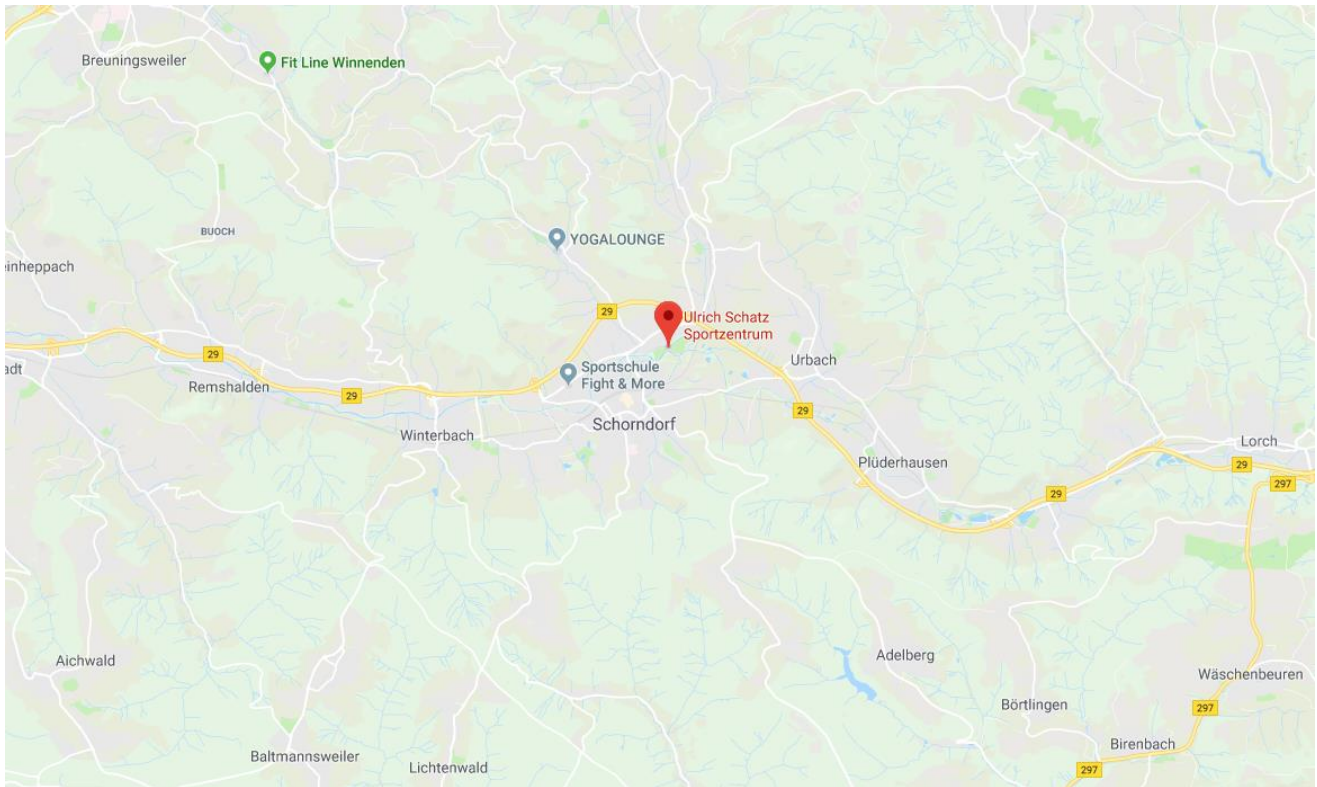 Breuningsweiler
Fit Line Winnenden
BUOCH
YOGALOUNGE
einheppach
29
Ulrich Schatz
Sportzentrum
29
adt
Remshalden
29
Sportschule
Fight & More
Urbach
29
Winterbach
Schorndorf
Plüderhausen
Lorch
29
297
29
Aichwald
Adelberg
Wäschenbeuren
Börtlingen
297
Birenbach
Baltmannsweiler
Lichtenwald
297